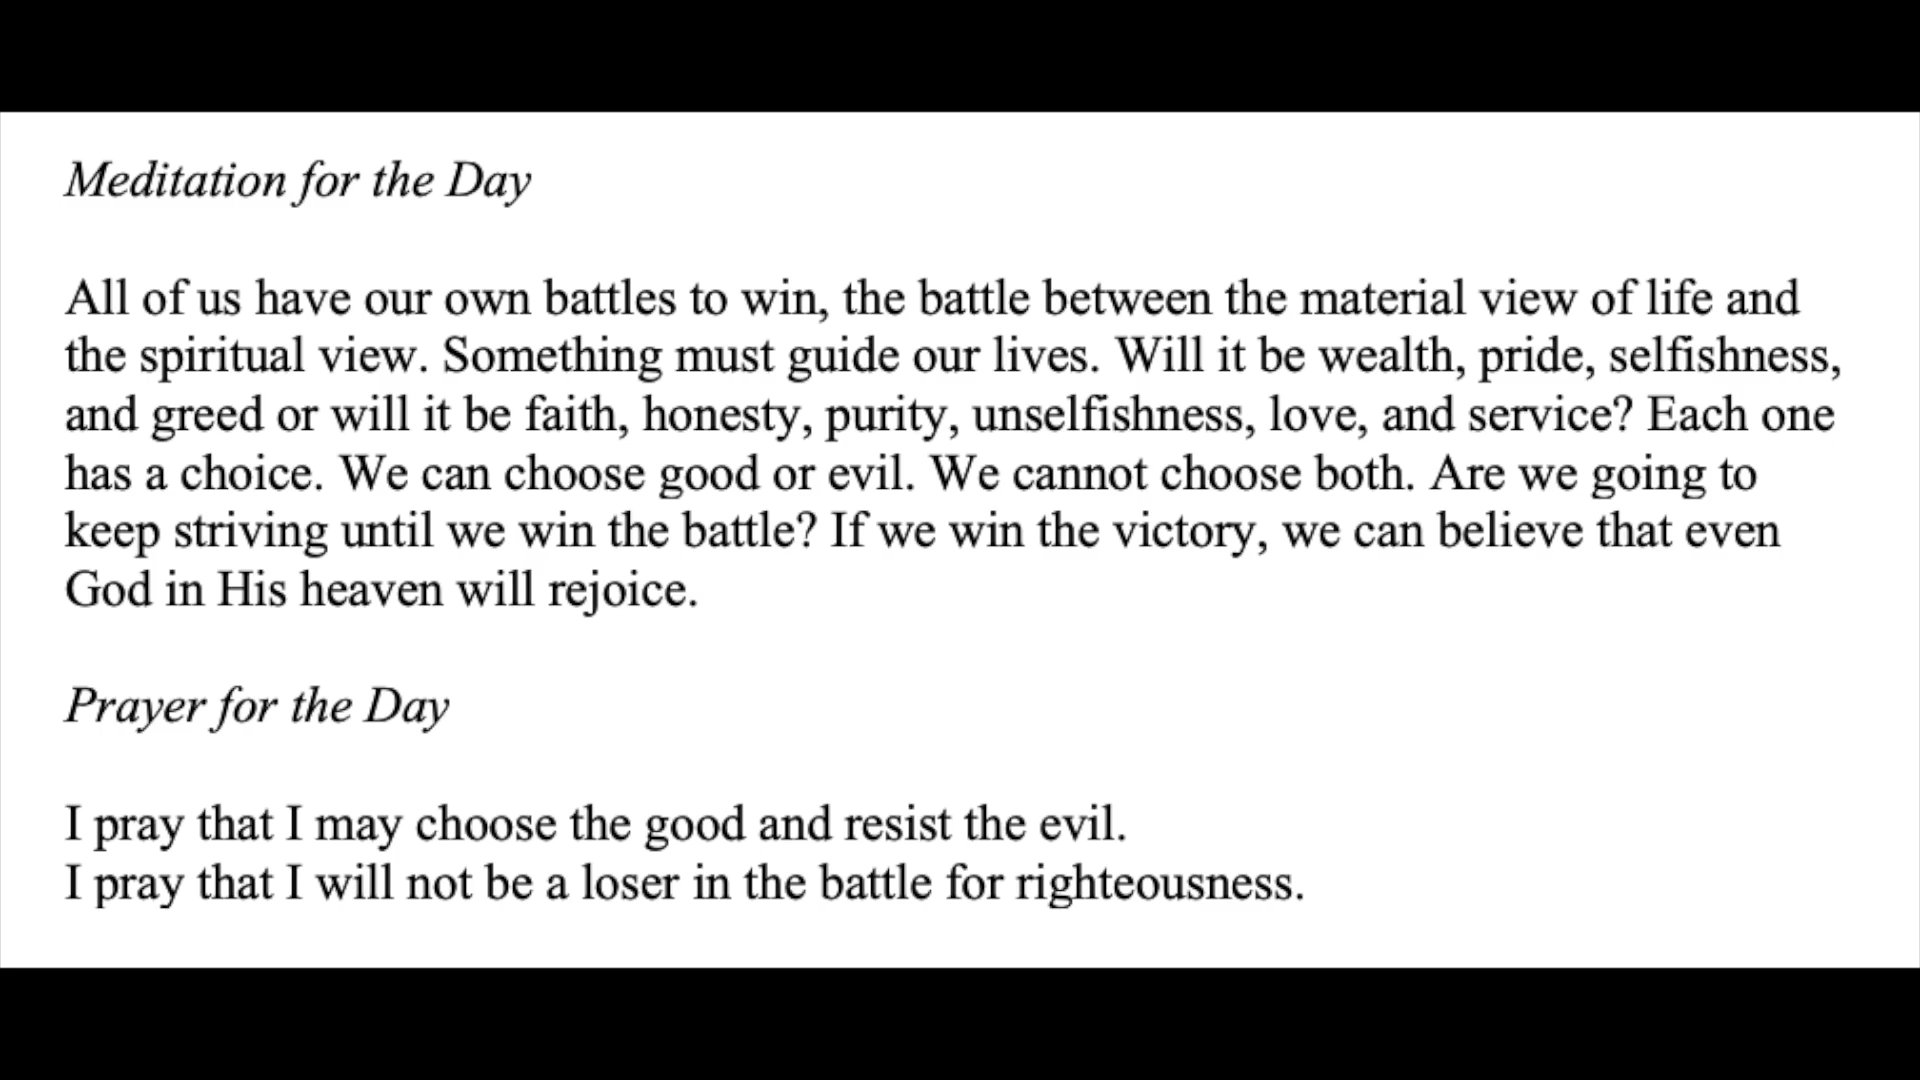 Meditation for the Day
All of us have our own battles to win, the battle between the material view of life and
the spiritual view. Something must guide our lives. Will it be wealth, pride, selfishness,
and greed or will it be faith, honesty, purity, unselfishness, love, and service? Each one
has a choice. We can choose good or evil. We cannot choose both. Are we going to
keep striving until we win the battle? If we win the victory, we can believe that even
God in His heaven will rejoice.
Prayer for the Day
I pray that I may choose the good and resist the evil.
I pray that I will not be a loser in the battle for righteousness.